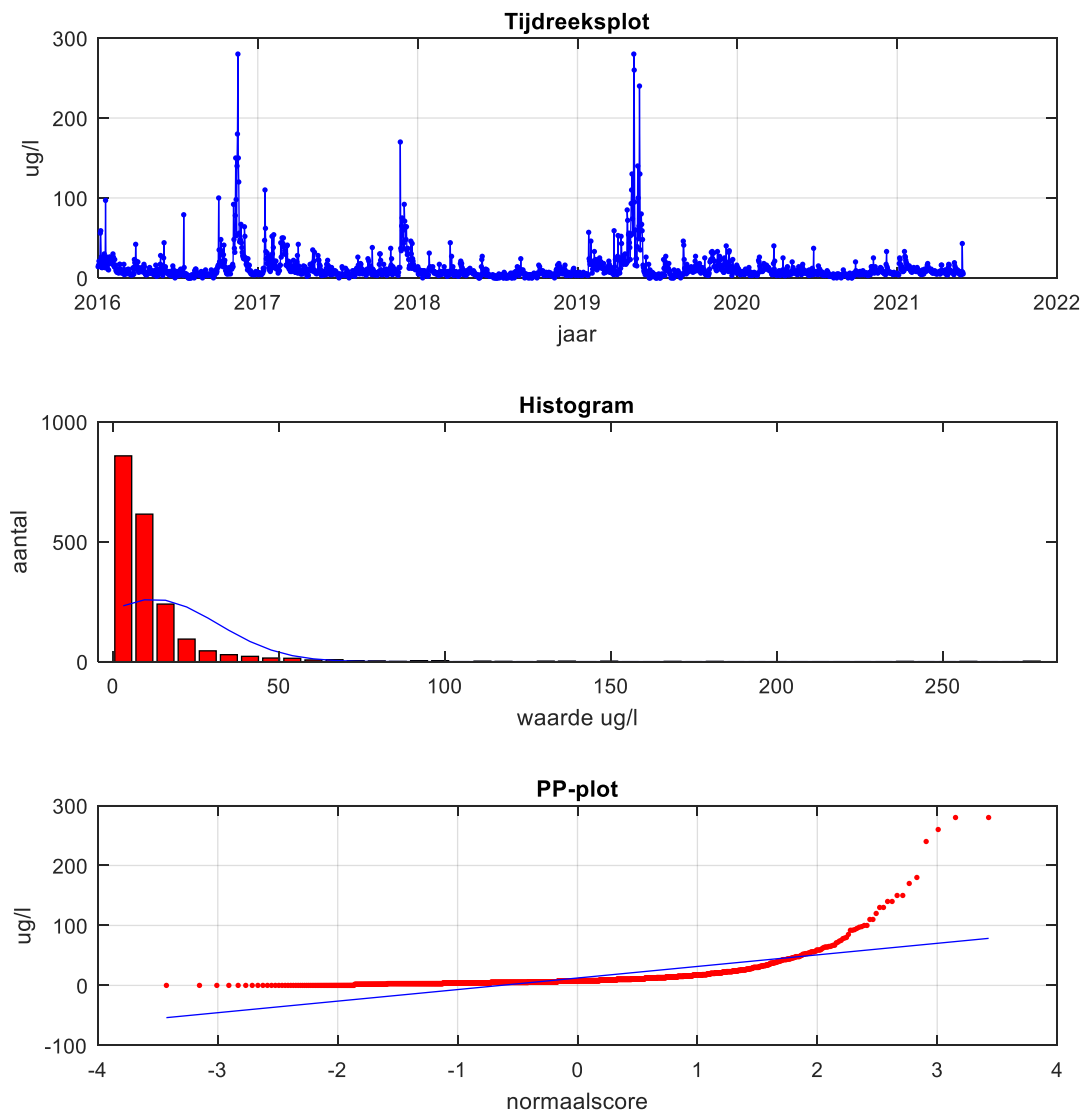 Tijdreeksplot
300
200
100
0
ug/l
2016 2017 2018 2019 2020 2021 2022
jaar
Histogram
1000
500
0
aantal
0 50 100 150 200 250
waarde ug/l
PP-plot
300
200
100
0
-100
ug/l
-4 -3 -2 -1 0 1 2 3 4
normaalscore